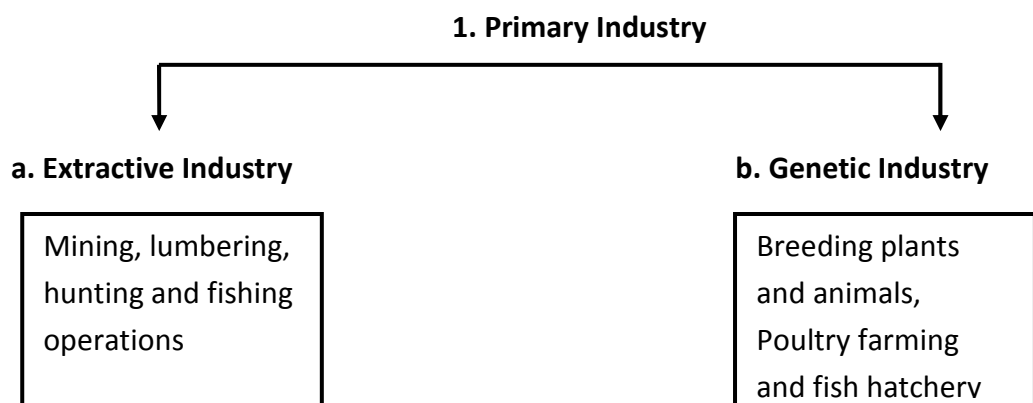 1. Primary Industry
a. Extractive Industry
b. Genetic Industry
Mining, lumbering,
hunting and fishing
operations
Breeding plants
and animals,
Poultry farming
and fish hatchery